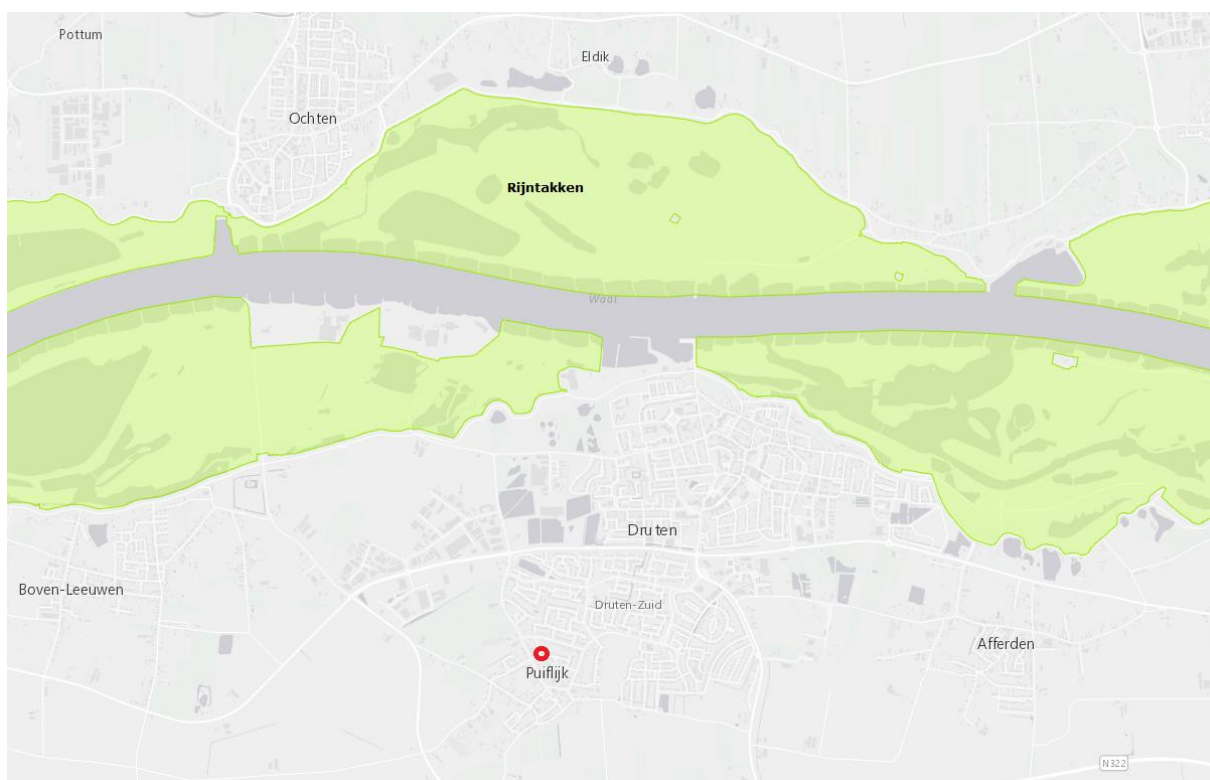 Pottum
Eldik
Ochten
Rijntakken
Waal
Druten
Boven-Leeuwen
Druten-Zuid
Afferden
Puiflijk
N322